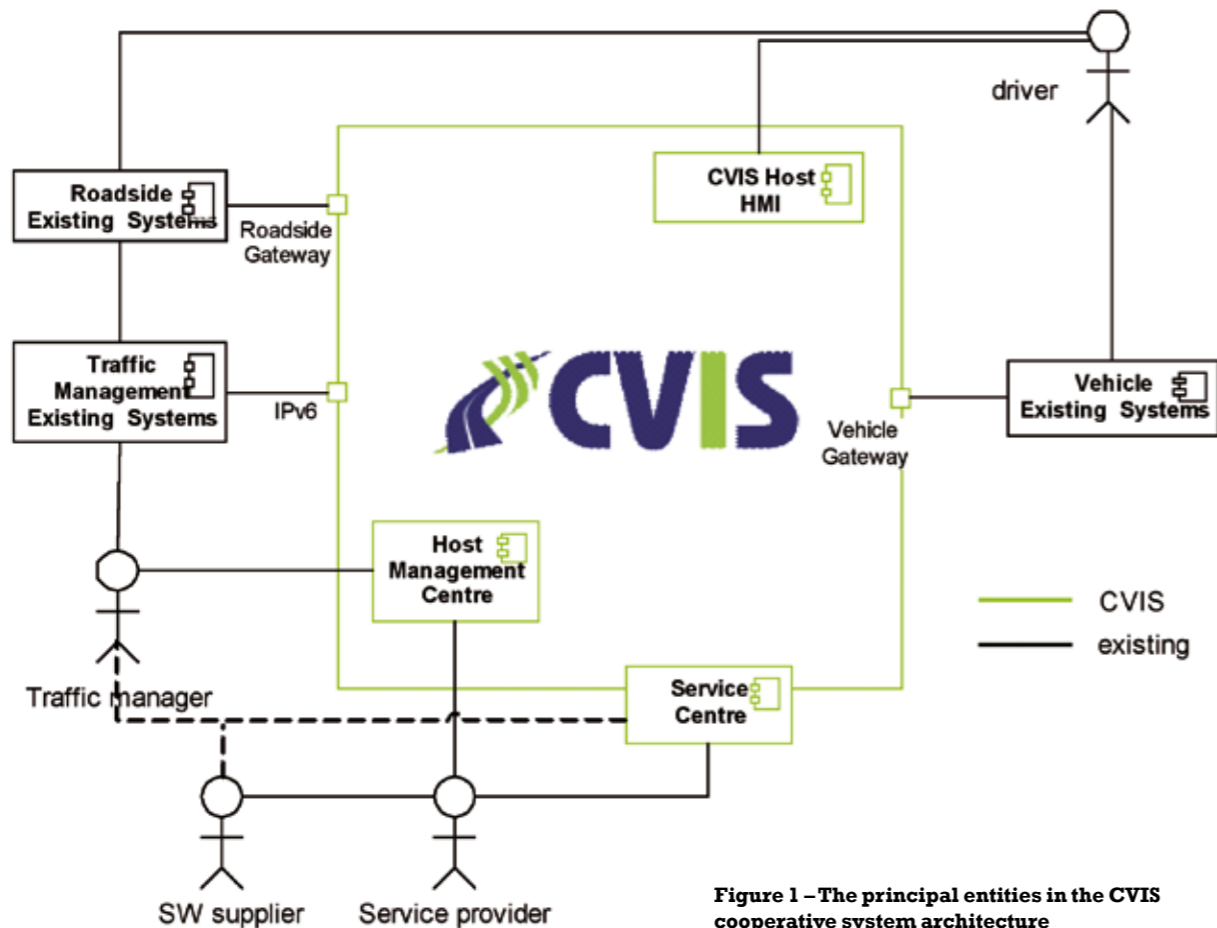 driver
CVIS Host
HMI
Roadside
Existing Systems
Roadside
Gateway
Traffic
Management
Existing Systems
IPv6
CVIS
Vehicle
Existing Systems
Vehicle
Gateway
Host
Management
Centre
CVIS
existing
Traffic manager
Service
Centre
SW supplier
Service provider
Figure 1 – The principal entities in the CVIS
cooperative system architecture